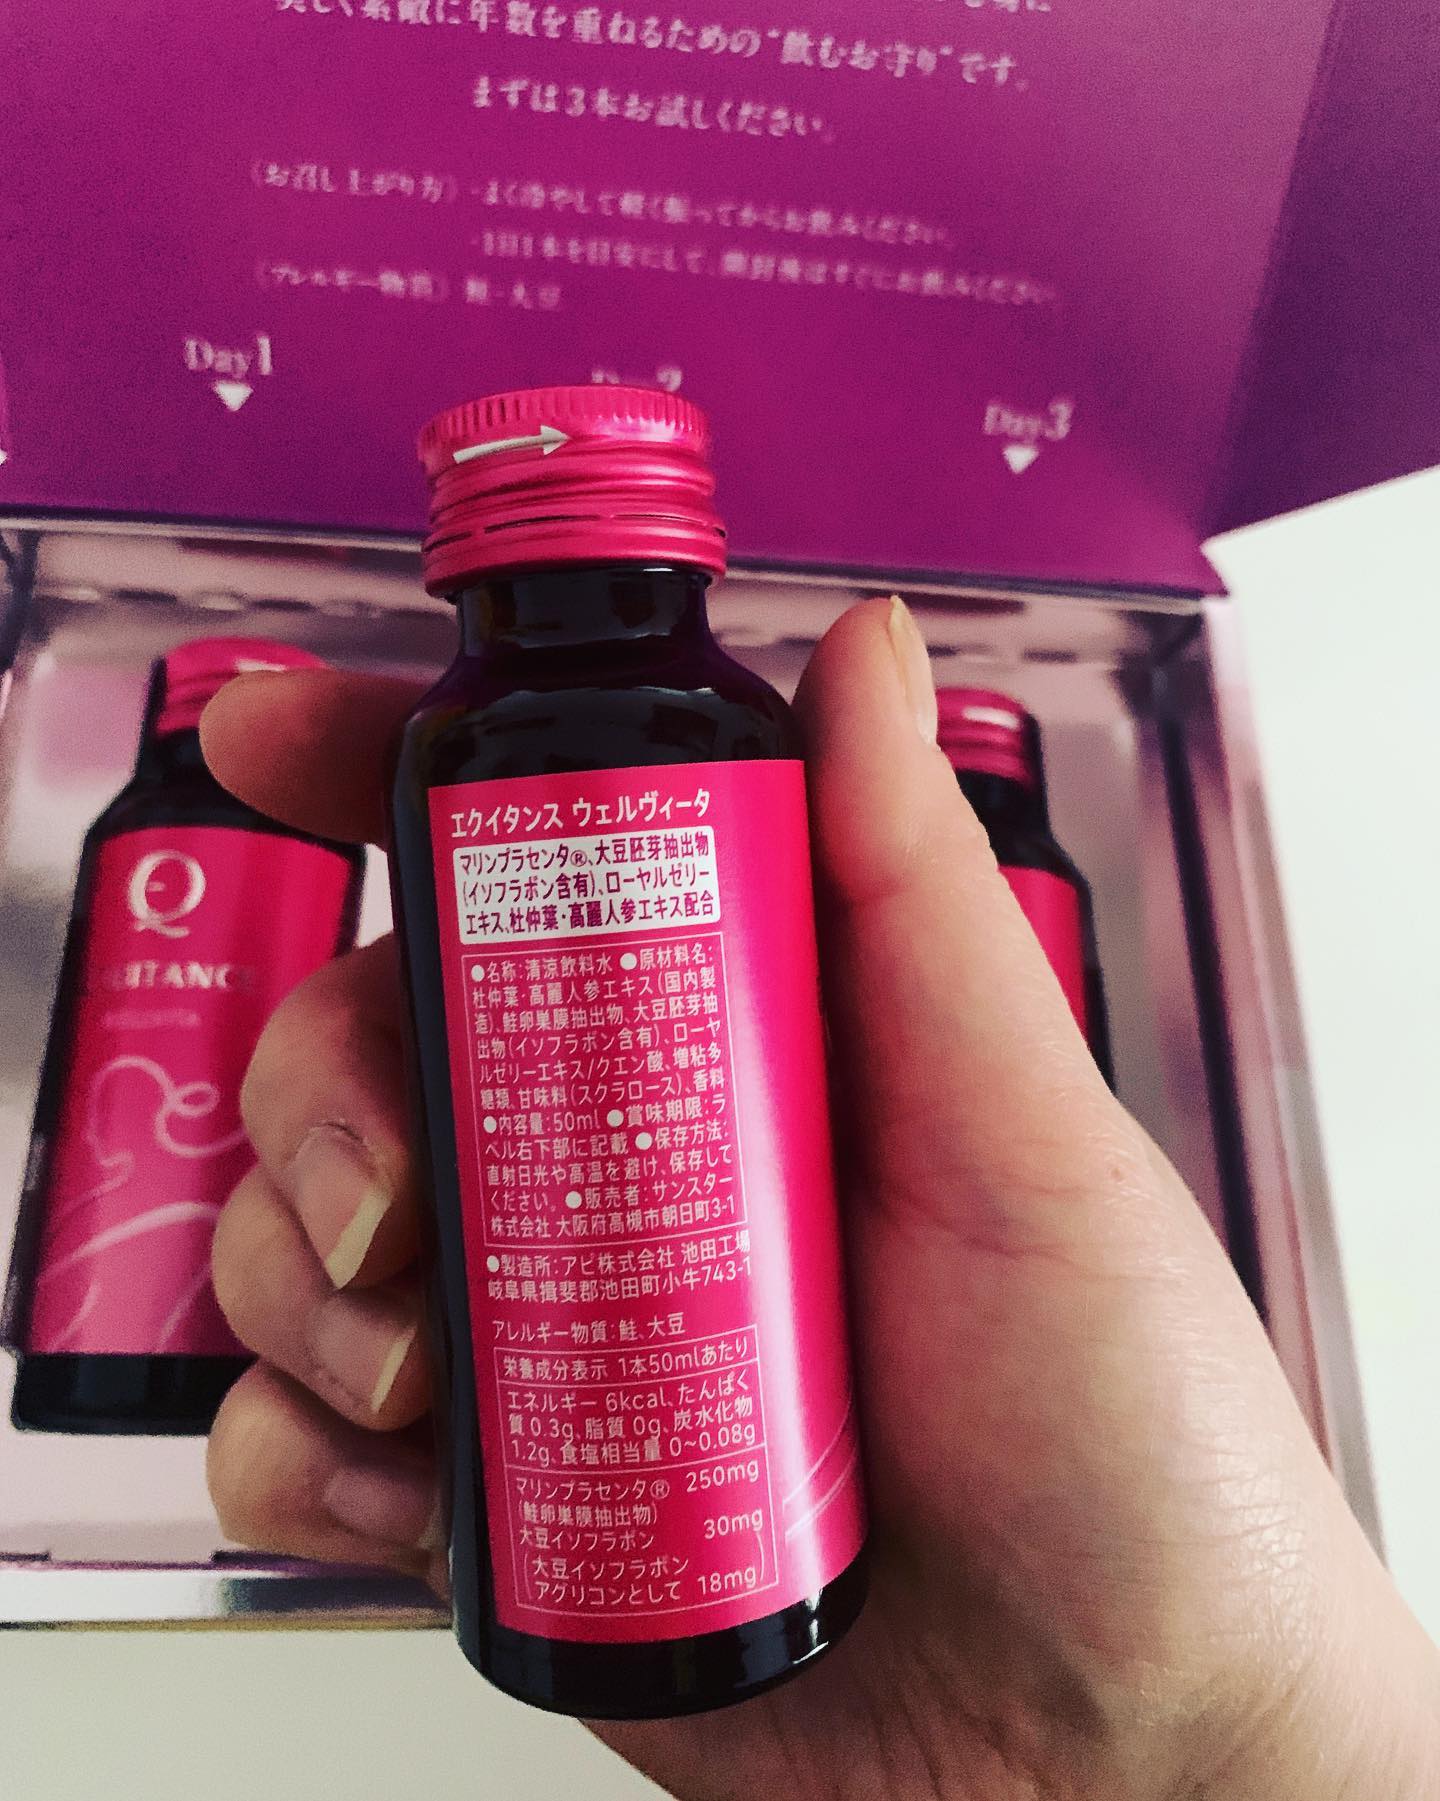 美しく素敵に年数を重ねるための“飲むお守り”です。
まずは3本お試しください。
〈お召し上がり方〉・よく冷やして軽く振ってからお飲みください。
・1日1本を目安にして、開封後はすぐにお飲みください
〈アレルギー物質〉 鮭・大豆
Day1
Day3
エクイタンス ウェルヴィータ
マリンプラセンタ®、大豆胚芽抽出物
(イソフラボン含有)、ローヤルゼリー
エキス、杜仲葉・高麗人参エキス配合
●名称:清涼飲料水 ●原材料名:
杜仲葉・高麗人参エキス(国内製
造)、鮭卵巣膜抽出物、大豆胚芽抽
出物(イソフラボン含有)、ローヤ
ルゼリーエキス/クエン酸、増粘多
糖類、甘味料(スクラロース)、香料
●内容量:50ml ●賞味期限:ラ
ベル右下部に記載 ●保存方法:
直射日光や高温を避け、保存して
ください。 ●販売者:サンスター
株式会社 大阪府高槻市朝日町3-1
●製造所:アピ株式会社 池田工場
岐阜県揖斐郡池田町小牛743-1
アレルギー物質:鮭、大豆
栄養成分表示 1本50mlあたり
エネルギー 6kcal、たんぱく
質 0.3g、脂質 0g、炭水化物
1.2g、食塩相当量 0~0.08g
マリンプラセンタ® 250mg
(鮭卵巣膜抽出物)
大豆イソフラボン 30mg
(大豆イソフラボン
アグリコンとして 18mg)